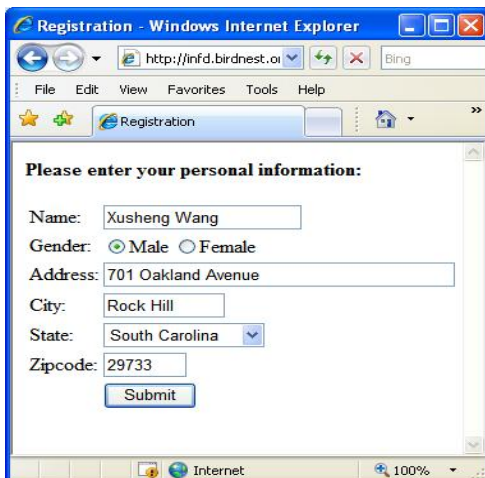 Registration - Windows Internet Explorer
http://infd.birdnest.or
Bing
File Edit View Favorites Tools Help
Registration
»
Please enter your personal information:
Name: Xusheng Wang
Gender: Male Female
Address: 701 Oakland Avenue
City: Rock Hill
State: South Carolina
Zipcode: 29733
Submit
Internet 100%